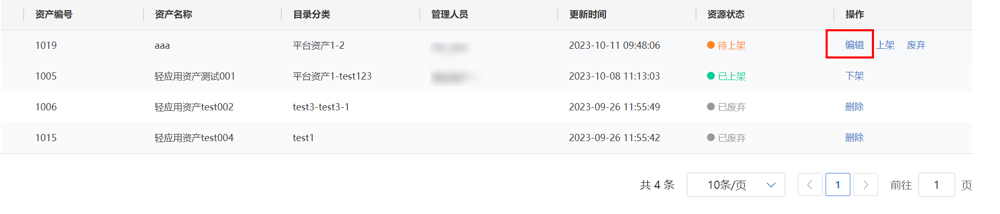 资产编号 资产名称 目录分类 管理人员 更新时间 资源状态 操作
1019 aaa 平台资产1-2 2023-10-11 09:48:06 待上架 编辑 上架 废弃
1005 轻应用资产测试001 平台资产1-test123 2023-10-08 11:13:03 已上架 下架
1006 轻应用资产test002 test3-test3-1 2023-09-26 11:55:49 已废弃 删除
1015 轻应用资产test004 test1 2023-09-26 11:55:42 已废弃 删除
共 4 条 10条/页 1 前往 1 页